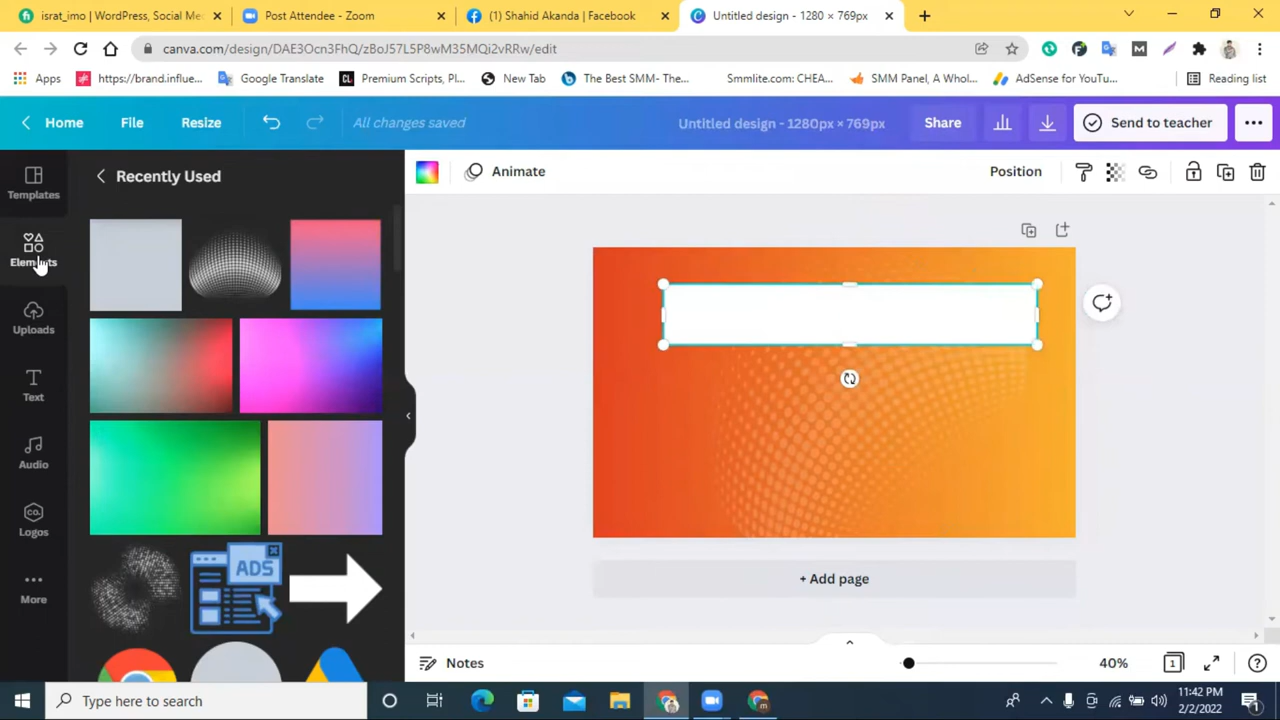 israt_imo | WordPress, Social Me
Post Attendee - Zoom
(1) Shahid Akanda | Facebook
Untitled design - 1280 × 769px
canva.com/design/DAE3Ocn3FhQ/zBoJ57L5P8wM35MQi2vRRw/edit
Apps
https://brand.influe...
Google Translate
Premium Scripts, Pl...
New Tab
The Best SMM- The...
Smmlite.com: CHEA...
SMM Panel, A Whol...
AdSense for YouTu...
Reading list
Home
File
Resize
All changes saved
Untitled design - 1280px × 769px
Share
Send to teacher
Templates
Elements
Uploads
Text
Audio
CO.
Logos
More
Recently Used
ADS
Animate
Position
+ Add page
Notes
40%
1
Type here to search
11:42 PM
2/2/2022
1